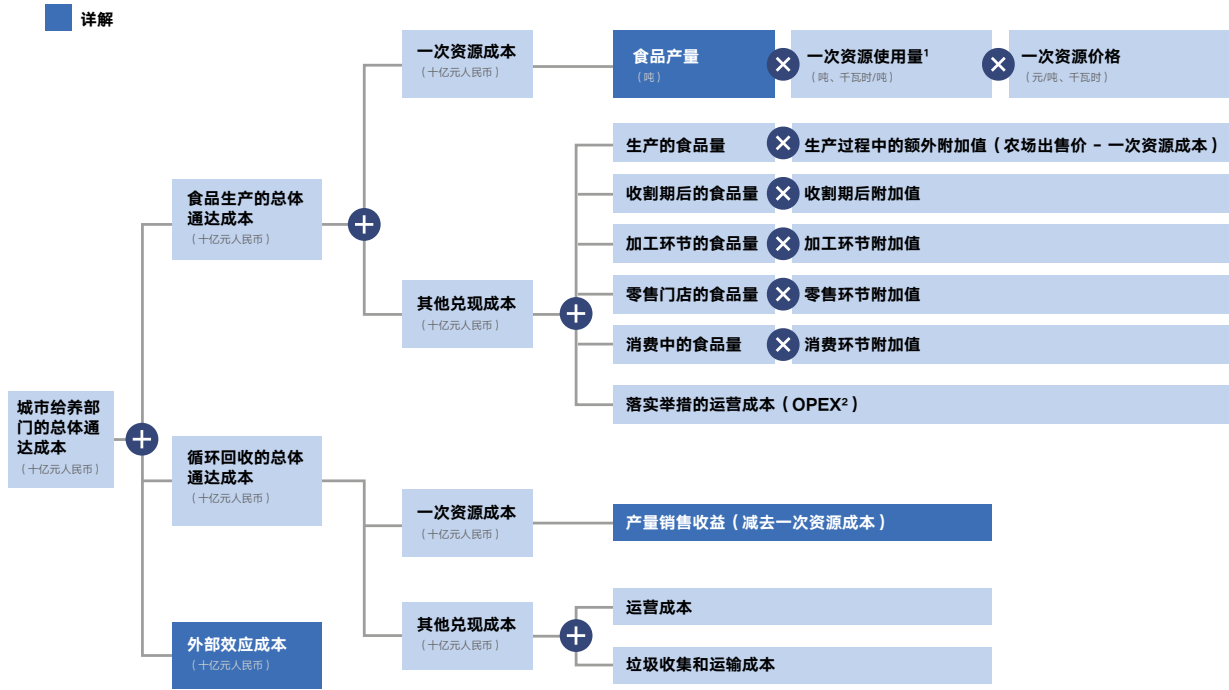 详解
一次资源成本
（十亿元人民币）
食品产量
（吨）
一次资源使用量¹
（吨、千瓦时/吨）
一次资源价格
（元/吨、千瓦时）
生产的食品量
生产过程中的额外附加值（农场出售价 – 一次资源成本）
食品生产的总体
通达成本
（十亿元人民币）
收割期后的食品量
收割期后附加值
加工环节的食品量
加工环节附加值
其他兑现成本
（十亿元人民币）
零售门店的食品量
零售环节附加值
消费中的食品量
消费环节附加值
落实举措的运营成本（OPEX²）
城市给养部
门的总体通
达成本
（十亿元人民币）
循环回收的总体
通达成本
（十亿元人民币）
一次资源成本
（十亿元人民币）
产量销售收益（减去一次资源成本）
其他兑现成本
（十亿元人民币）
运营成本
垃圾收集和运输成本
外部效应成本
（十亿元人民币）